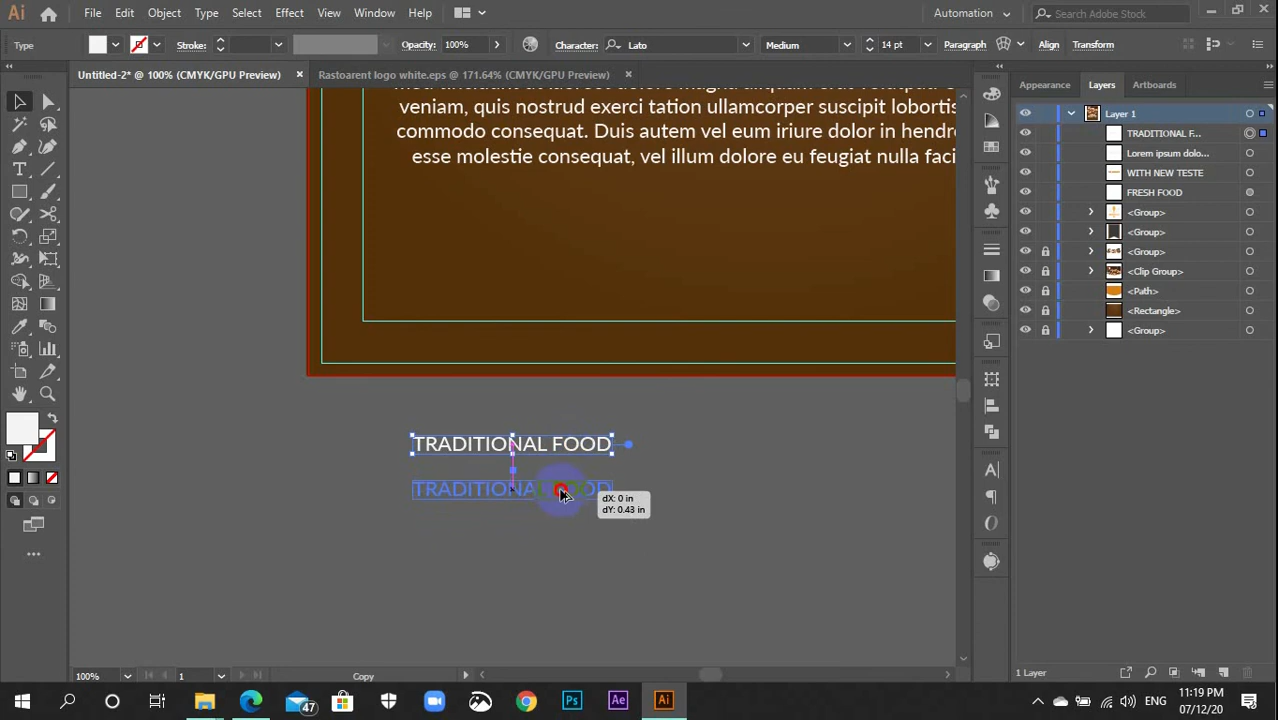 Ai File Edit Object Type Select Effect View Window Help Automation Search Adobe Stock
Type Stroke: Opacity: 100% Character: Lato Medium 14 pt Paragraph Align Transform
Untitled-2* @ 100% (CMYK/GPU Preview) × Rastoarent logo white.eps @ 171.64% (CMYK/GPU Preview) ×
Appearance Layers Artboards
veniam, quis nostrud exerci tation ullamcorper suscipit lobortis
commodo consequat. Duis autem vel eum iriure dolor in hendre
esse molestie consequat, vel illum dolore eu feugiat nulla faci
Layer 1
TRADITIONAL F...
Lorem ipsum dolo...
WITH NEW TESTE
FRESH FOOD
<Group>
<Group>
<Group>
<Clip Group>
<Path>
<Rectangle>
<Group>
TRADITIONAL FOOD
TRADITIONAL FOOD
dX: 0 in
dY: 0.43 in
100% 1 Copy
1 Layer
47 Ps Ae Ai ENG
11:19 PM
07/12/20